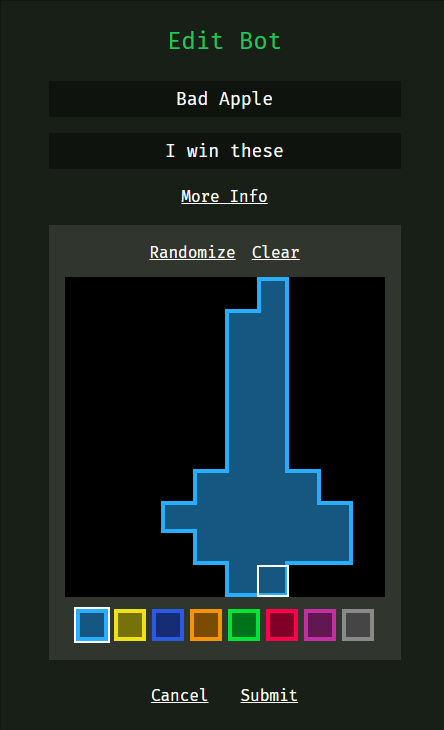 Edit Bot
Bad Apple
I win these
More Info
Randomize Clear
Cancel Submit